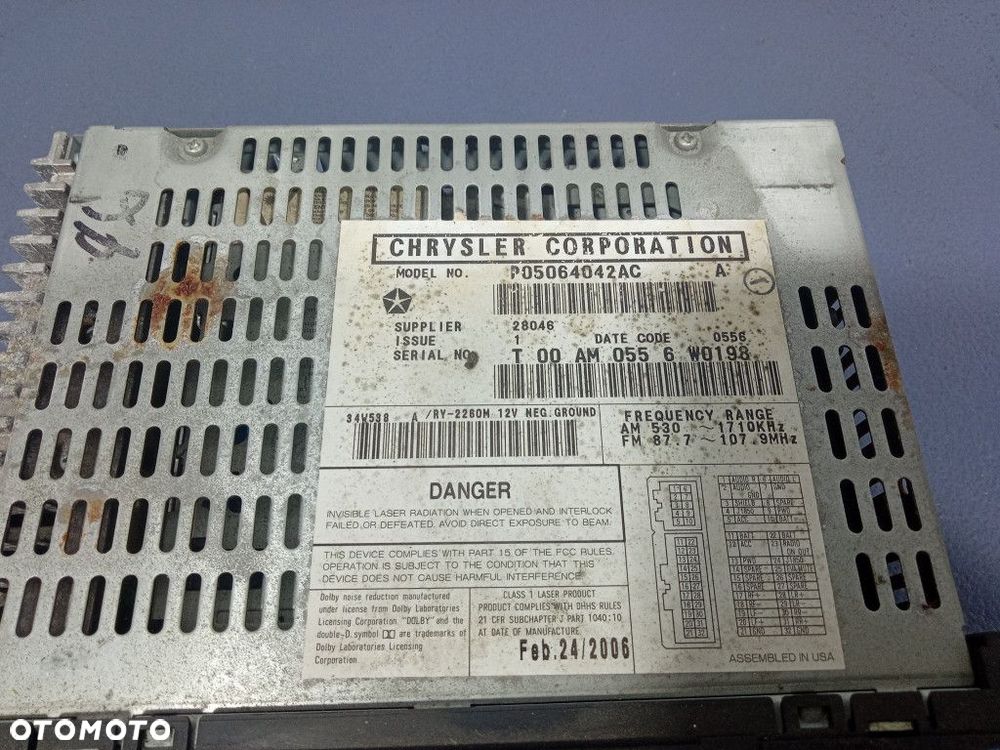 CHRYSLER CORPORATION
MODEL NO. P05064042AC A
SUPPLIER 28046
ISSUE 1 DATE CODE 0556
SERIAL NO. T 00 AM 055 6 W0198
34W538 A /RY-2260M 12V NEG.GROUND
FREQUENCY RANGE
AM 530 ~1710KHz
FM 87.7 ~ 107.9MHz
DANGER
INVISIBLE LASER RADIATION WHEN OPENED AND INTERLOCK
FAILED,OR DEFEATED. AVOID DIRECT EXPOSURE TO BEAM.
THIS DEVICE COMPLIES WITH PART 15 OF THE FCC RULES.
OPERATION IS SUBJECT TO THE CONDITION THAT THIS
DEVICE DOES NOT CAUSE HARMFUL INTERFERENCE
Dolby noise reduction manufactured
under license from Dolby Laboratories
Licensing Corporation "DOLBY" and the
double-D symbol are trademarks of
Dolby Laboratories Licensing
Corporation
CLASS 1 LASER PRODUCT
PRODUCT COMPLIES WITH DHHS RULES
21 CFR SUBCHAPTER J PART 1040:10
AT DATE OF MANUFACTURE.
Feb.24/2006
ASSEMBLED IN USA
OTOMOTO
OTOMOTO